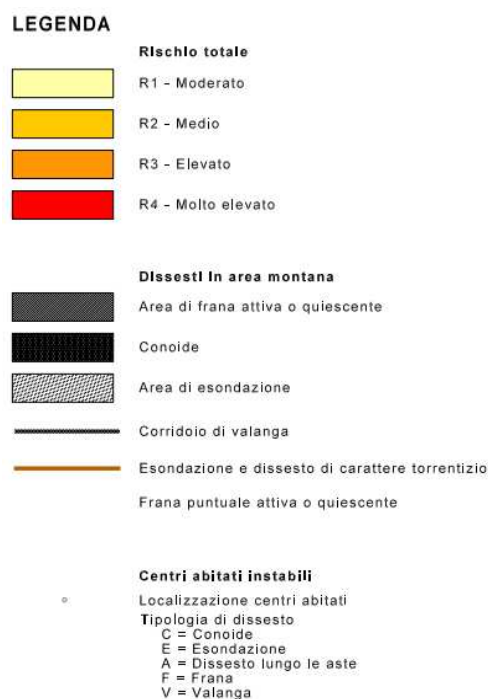 LEGENDA
Rischio totale
R1 - Moderato
R2 - Medio
R3 - Elevato
R4 - Molto elevato
Dissesti in area montana
Area di frana attiva o quiescente
Conoide
Area di esondazione
Corridoio di valanga
Esondazione e dissesto di carattere torrentizio
Frana puntuale attiva o quiescente
Centri abitati instabili
Localizzazione centri abitati
Tipologia di dissesto
C = Conoide
E = Esondazione
A = Dissesto lungo le aste
F = Frana
V = Valanga